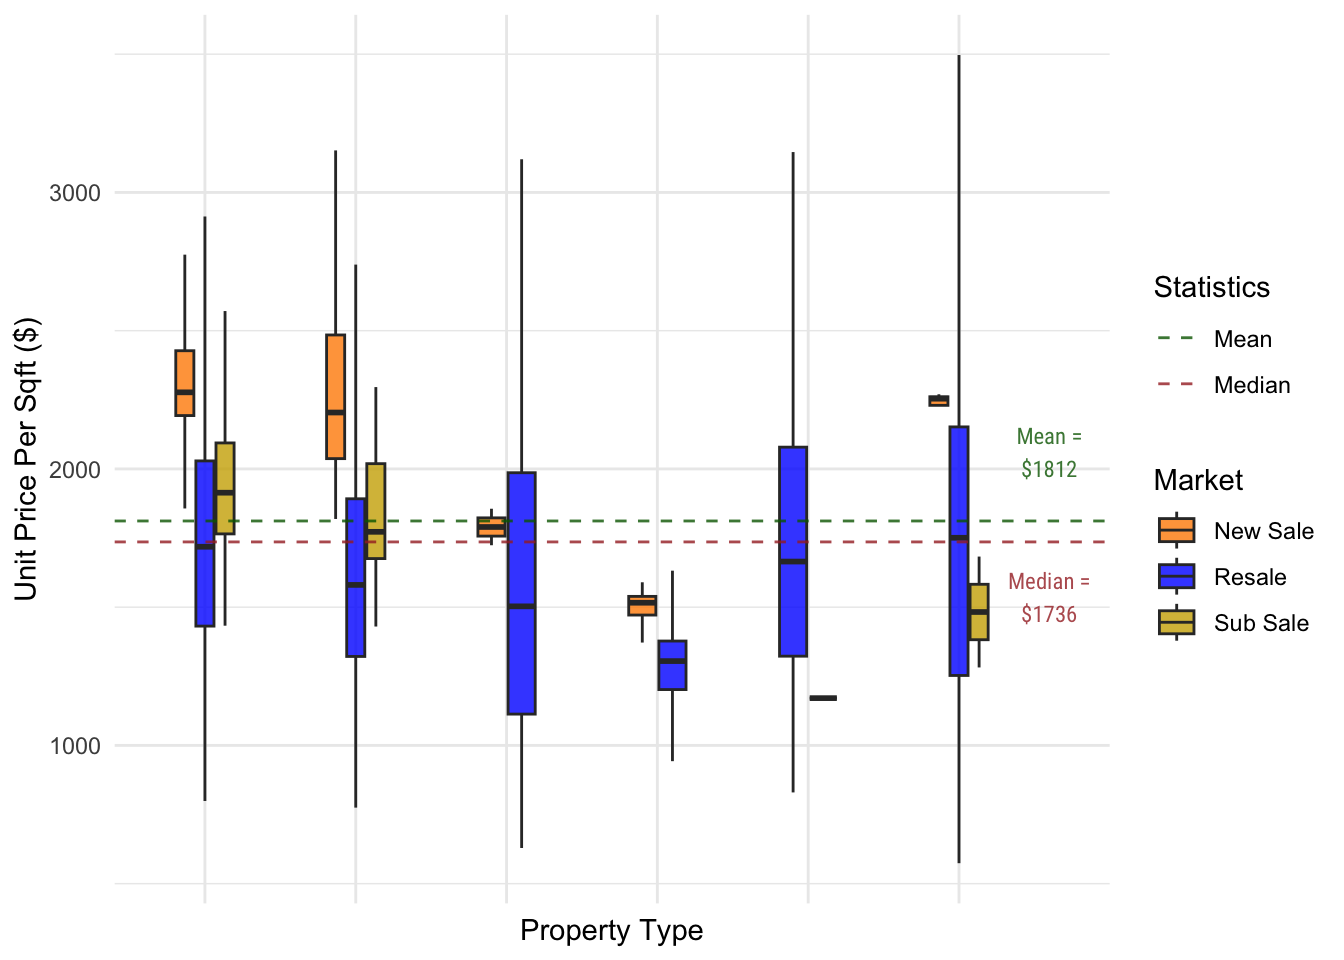 Unit Price Per Sqft ($)
3000
2000
1000
Property Type
Mean =
$1812
Median =
$1736
Statistics
Mean
Median
Market
New Sale
Resale
Sub Sale